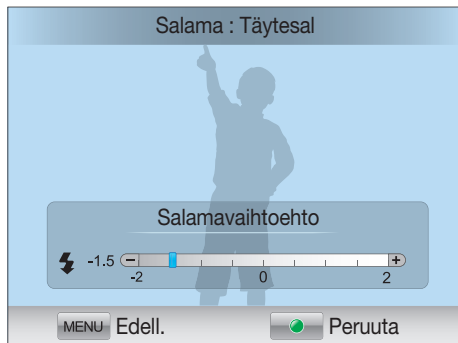 Salama : Täytesal
Salamavaihtoehto
-1.5
-2 0 2
MENU Edell. Peruuta